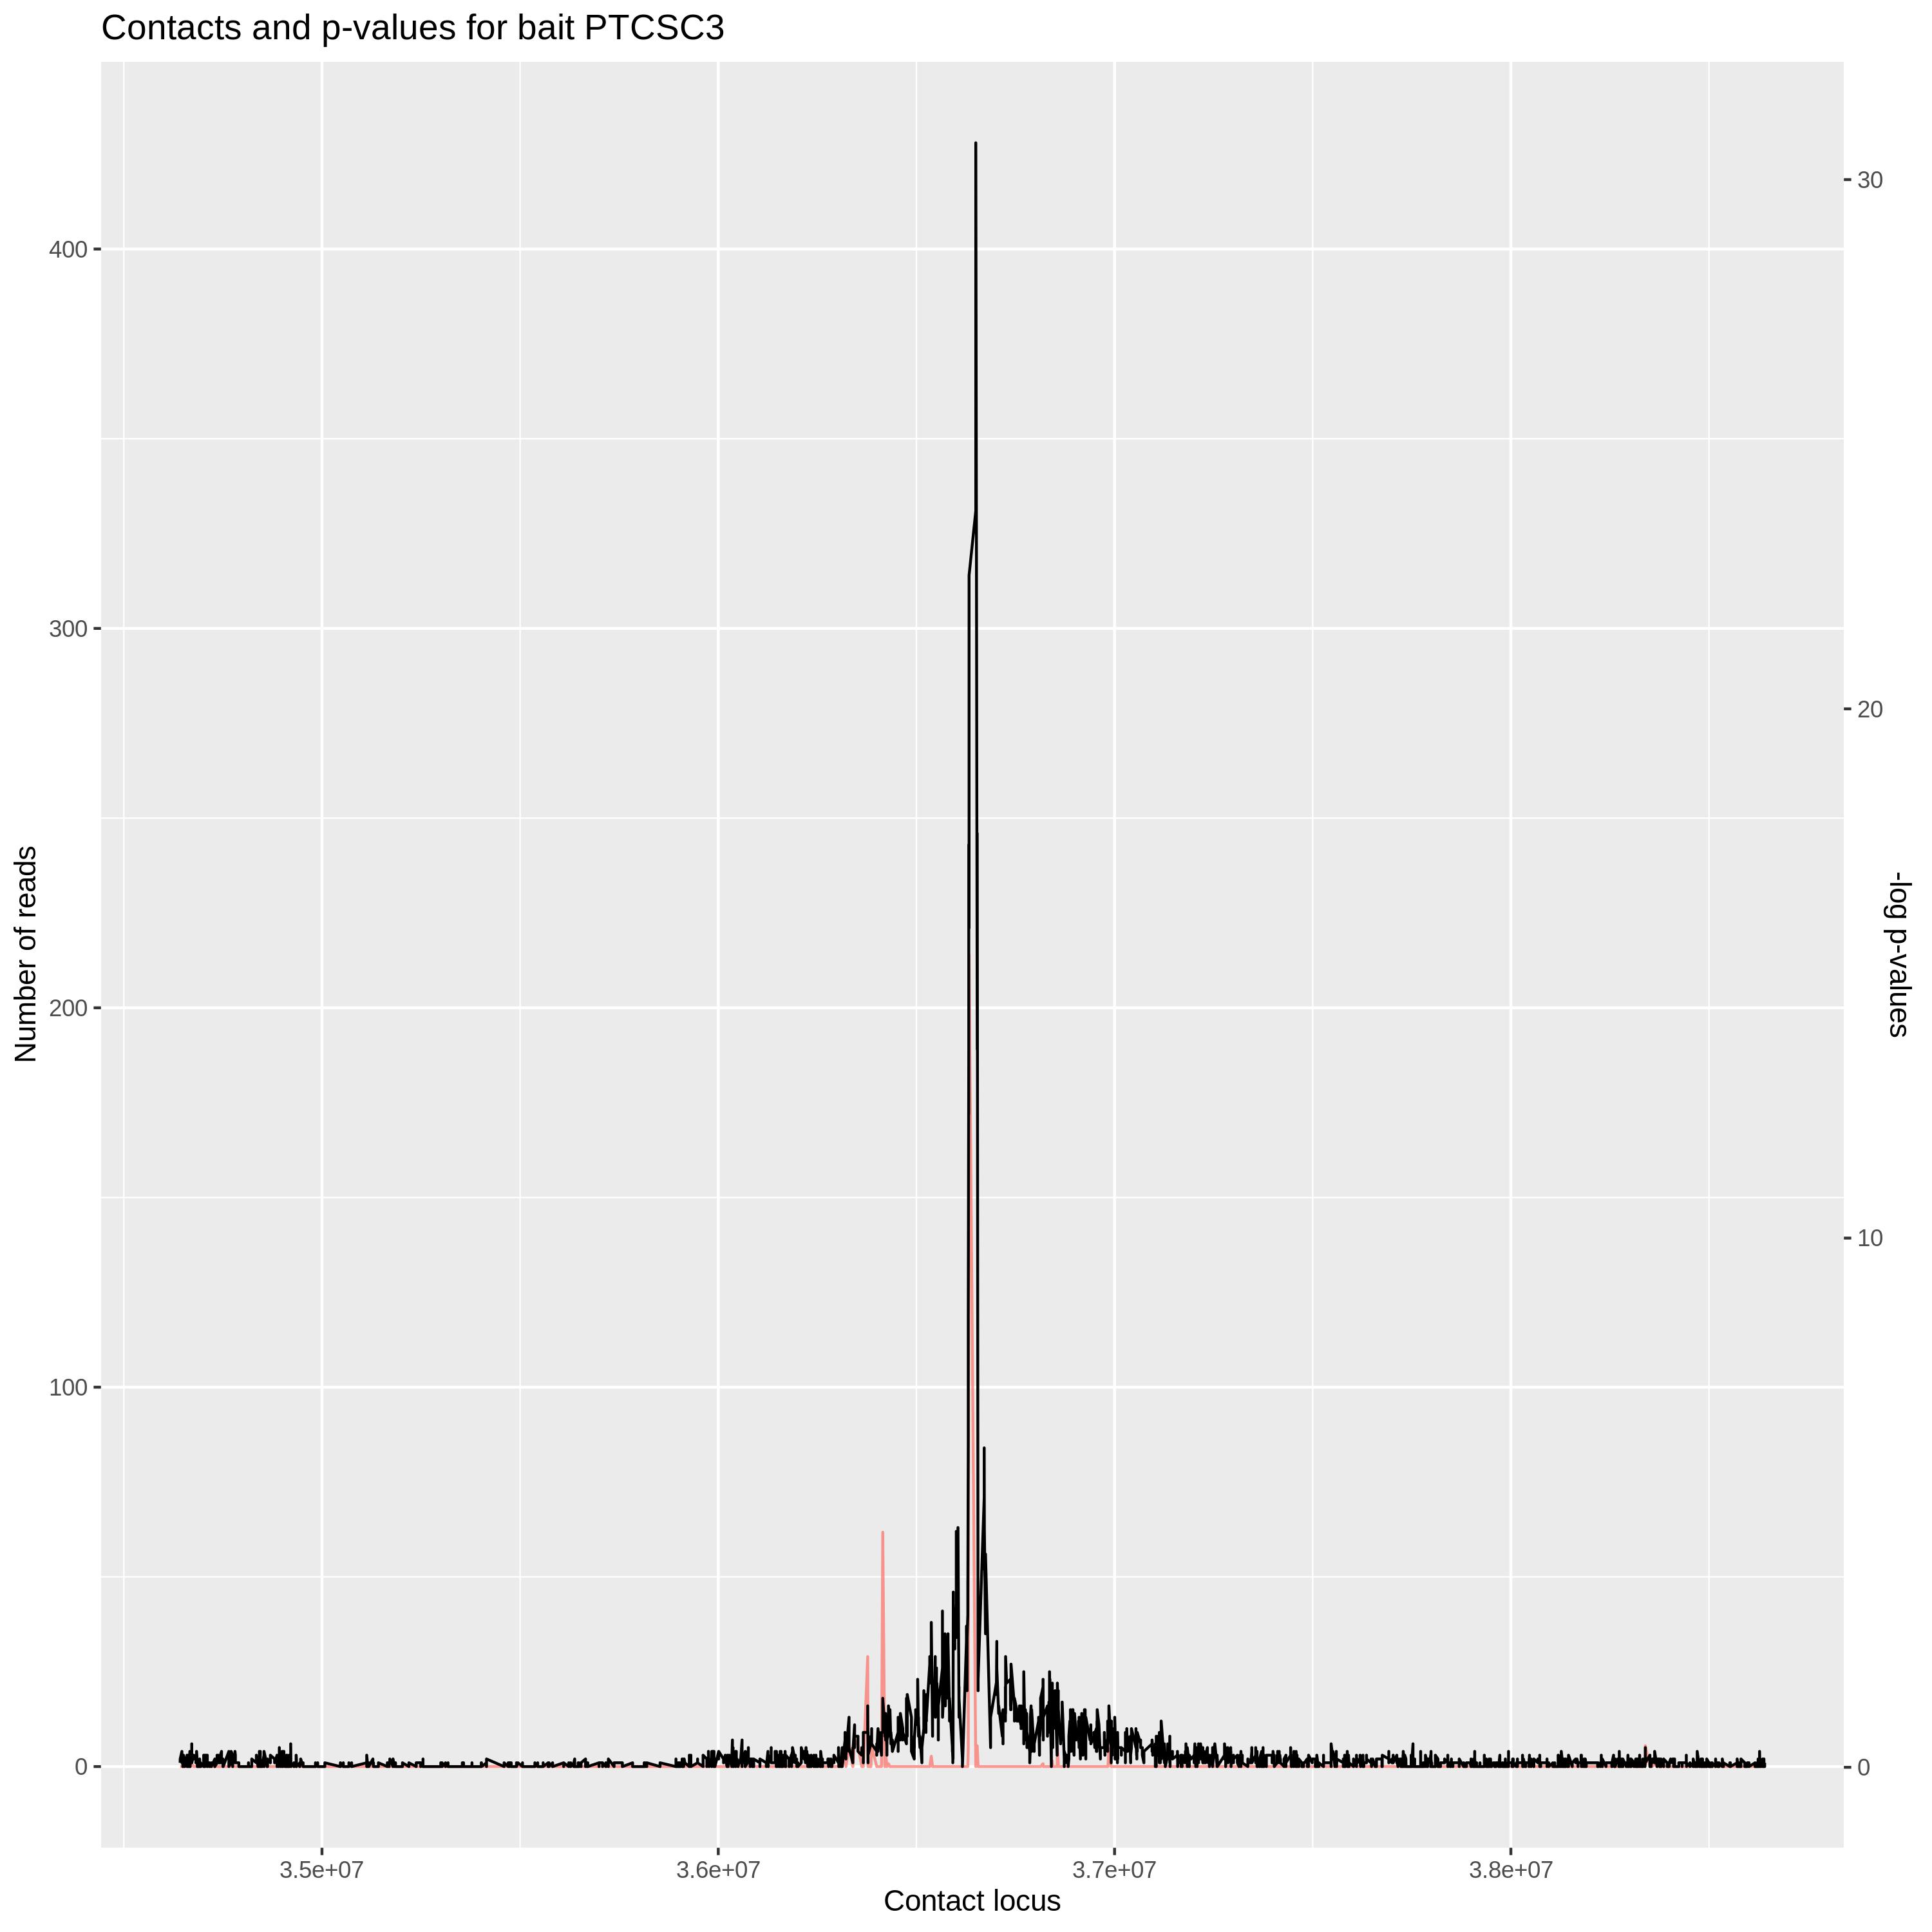 Contacts and p-values for bait PTCSC3
400
300
200
100
0
Number of reads
30
20
10
0
-log p-values
3.5e+07
3.6e+07
3.7e+07
3.8e+07
Contact locus